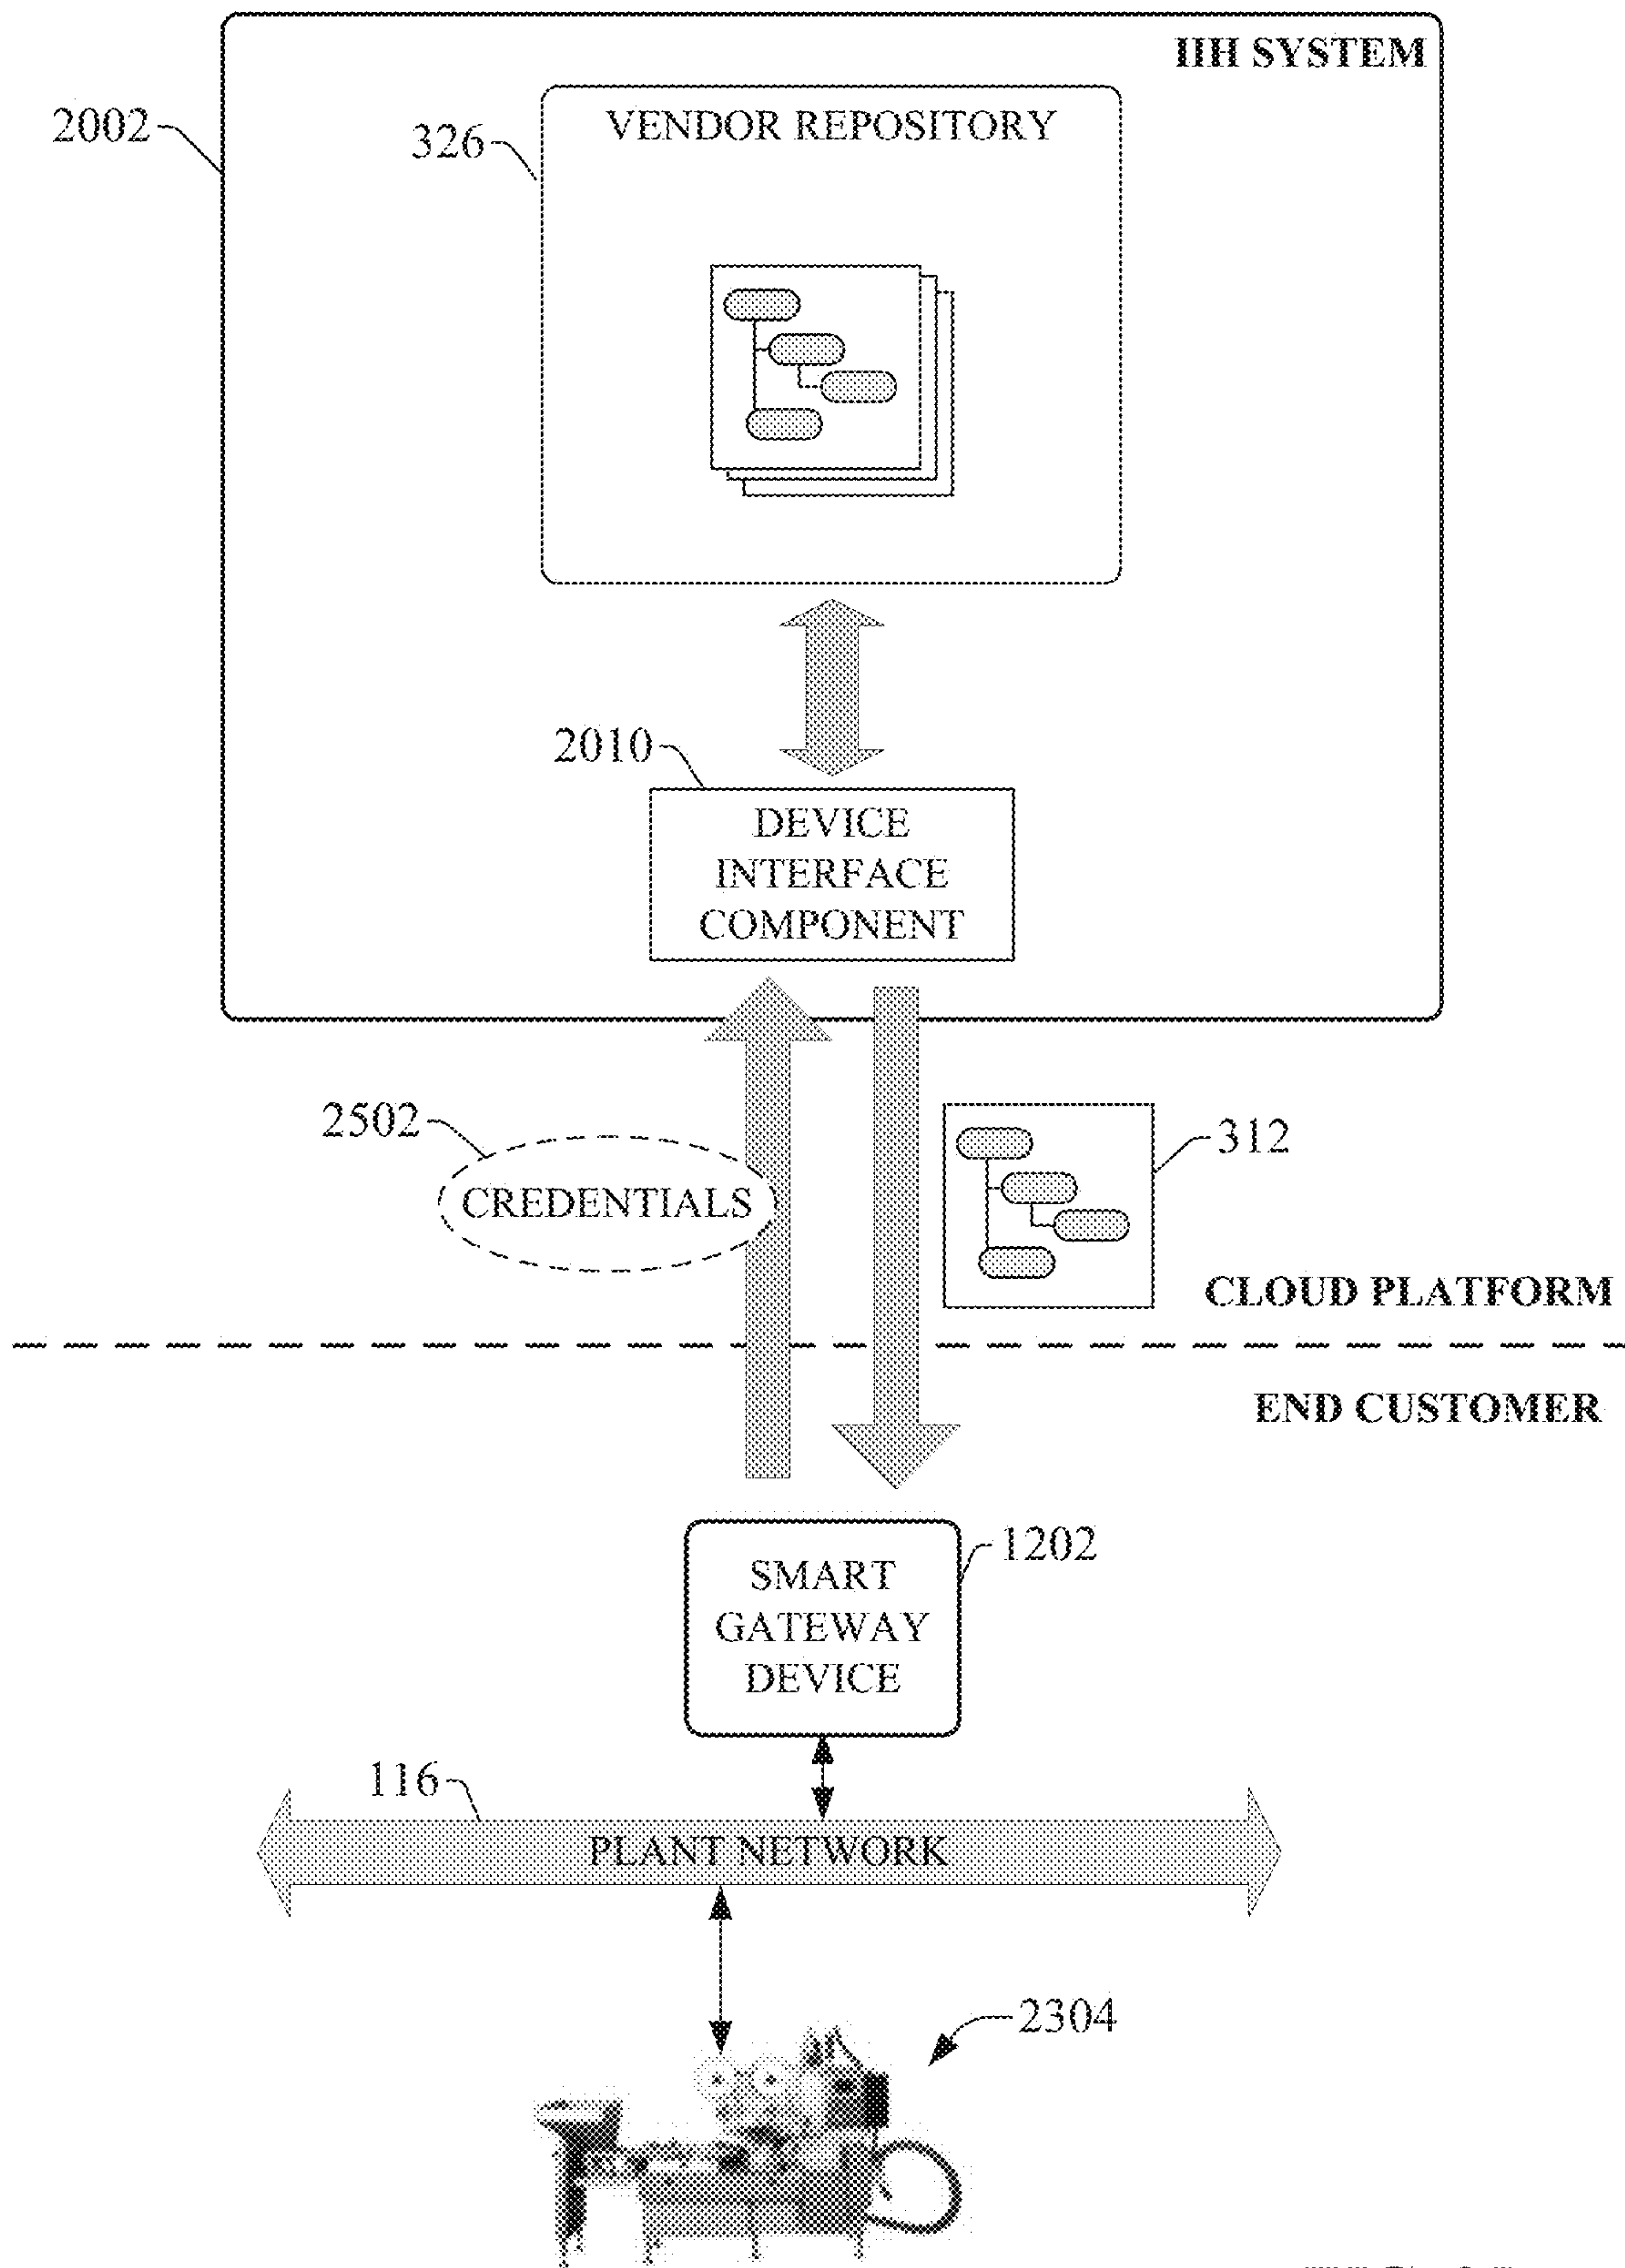 IIH SYSTEM
2002
326
VENDOR REPOSITORY
2010
DEVICE
INTERFACE
COMPONENT
2502
CREDENTIALS
312
CLOUD PLATFORM
END CUSTOMER
SMART
GATEWAY
DEVICE
1202
116
PLANT NETWORK
2304